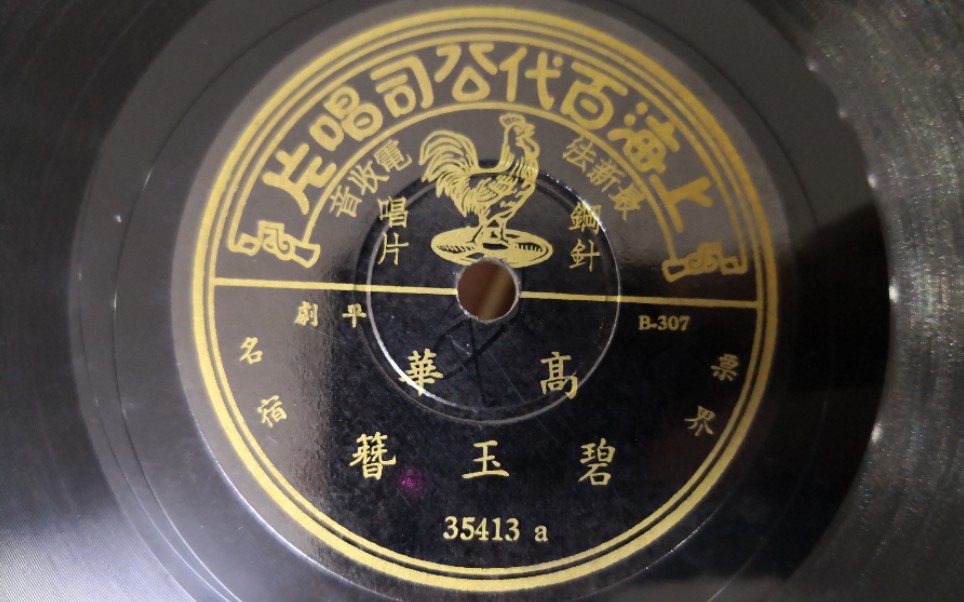 上海百代公司唱片
最新法 電收音
鋼針
唱片
平劇
B-307
票界
名宿
高華
碧玉簪
35413 a